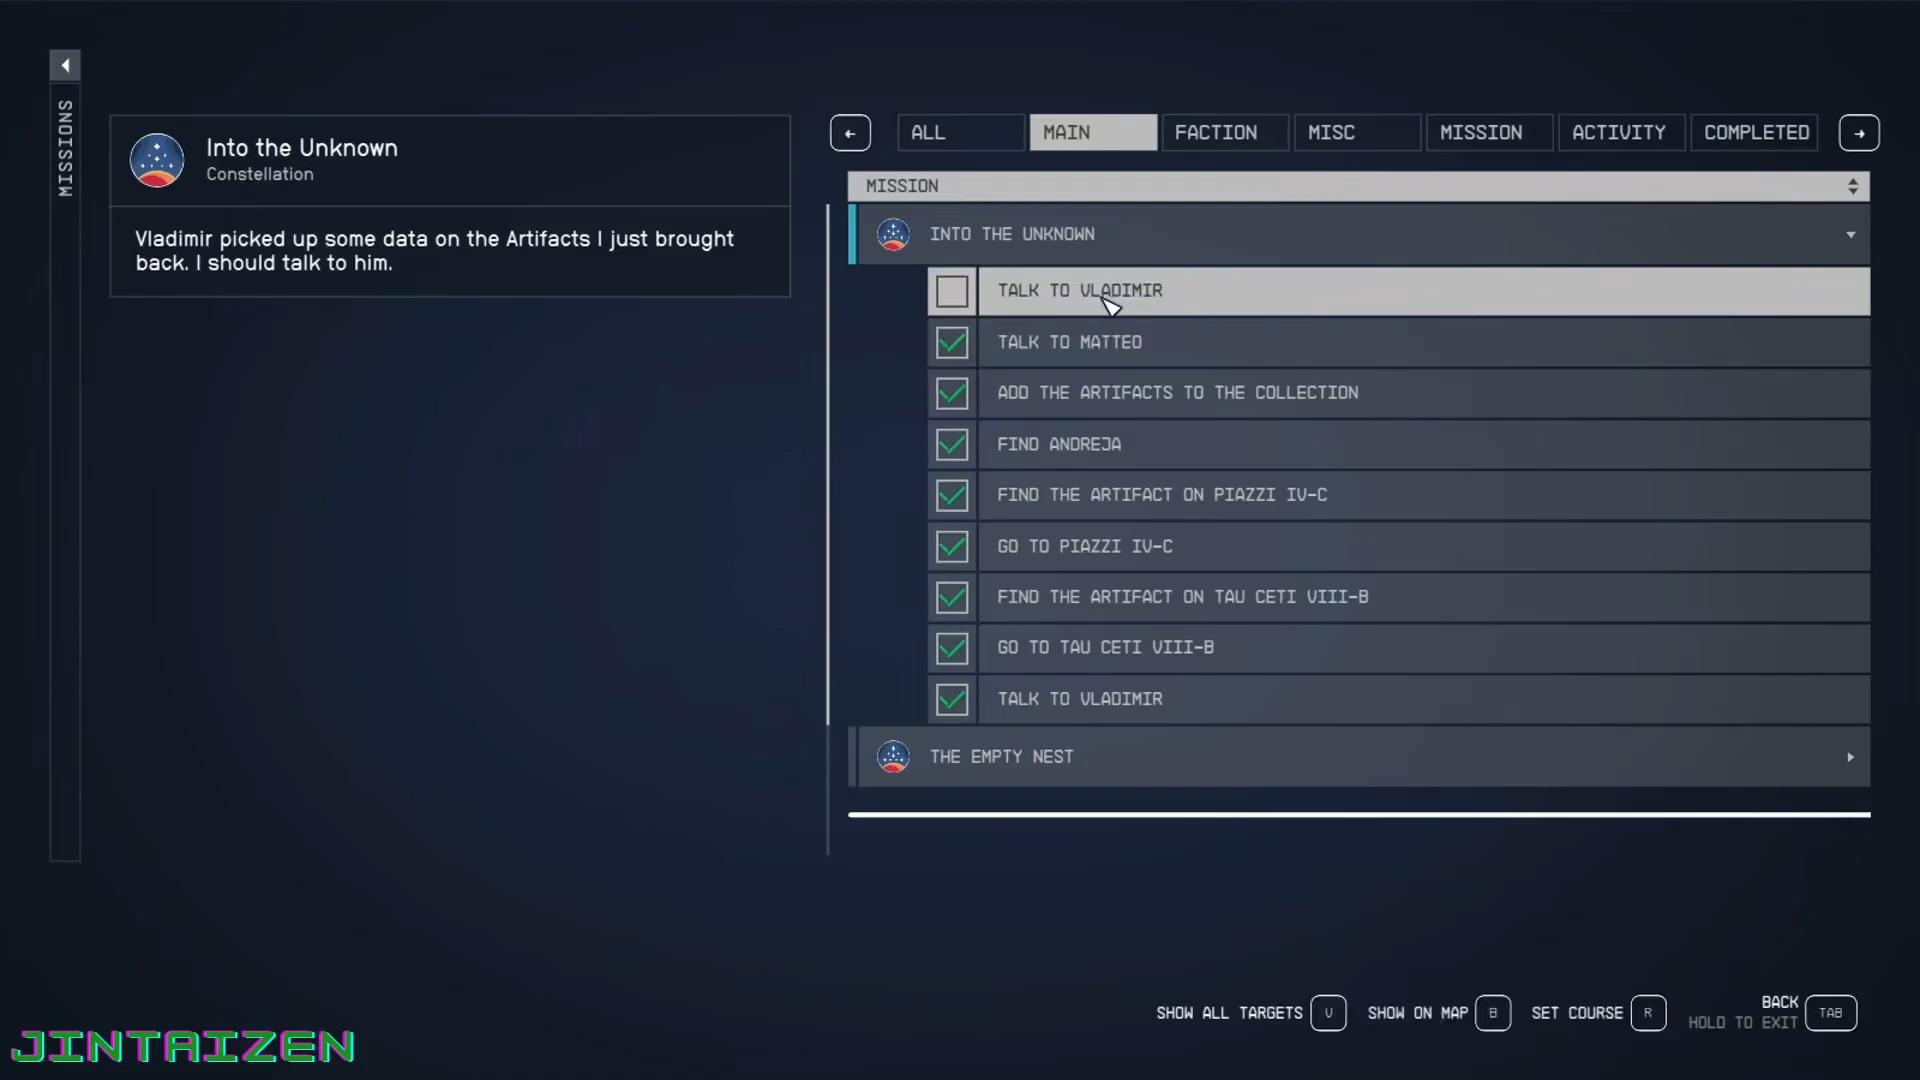 MISSIONS
Into the Unknown
Constellation
Vladimir picked up some data on the Artifacts I just brought
back. I should talk to him.
ALL
MAIN
FACTION
MISC
MISSION
ACTIVITY
COMPLETED
MISSION
INTO THE UNKNOWN
TALK TO VLADIMIR
TALK TO MATTEO
ADD THE ARTIFACTS TO THE COLLECTION
FIND ANDREJA
FIND THE ARTIFACT ON PIAZZI IV-C
GO TO PIAZZI IV-C
FIND THE ARTIFACT ON TAU CETI VIII-B
GO TO TAU CETI VIII-B
TALK TO VLADIMIR
THE EMPTY NEST
SHOW ALL TARGETS V
SHOW ON MAP B
SET COURSE R
BACK TAB
HOLD TO EXIT
JINTAIZEN